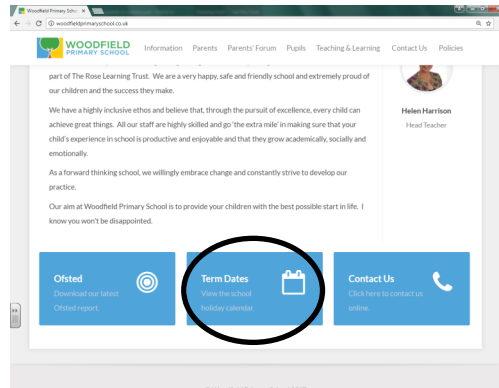 Woodfield Primary Scho
woodfieldprimaryschool.co.uk
WOODFIELD
PRIMARY SCHOOL
Information Parents Parents' Forum Pupils Teaching & Learning Contact Us Policies
part of The Rose Learning Trust. We are a very happy, safe and friendly school and extremely proud of
our children and the success they make.
We have a highly inclusive ethos and believe that, through the pursuit of excellence, every child can
achieve great things. All our staff are highly skilled and go 'the extra mile' in making sure that your
child's experience in school is productive and enjoyable and that they grow academically, socially and
emotionally.
As a forward thinking school, we willingly embrace change and constantly strive to develop our
practice.
Our aim at Woodfield Primary School is to provide your children with the best possible start in life. I
know you won't be disappointed.
Helen Harrison
Head Teacher
Ofsted
Download our latest
Ofsted report.
Term Dates
View the school
holiday calendar.
Contact
Us
Click here to contact us
online.